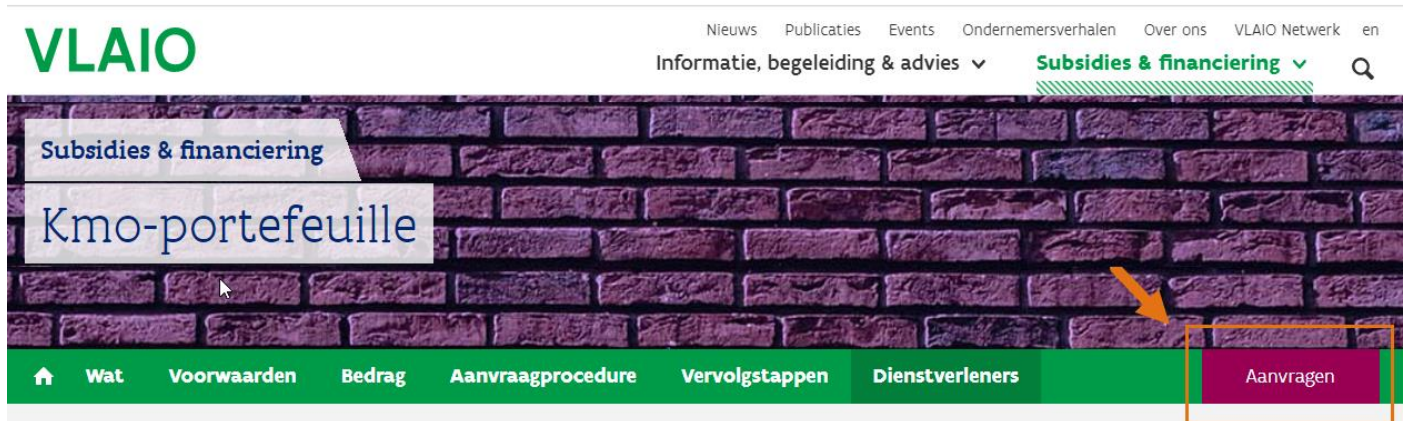 VLAIO
Nieuws Publicaties Events Ondernemersverhalen Over ons VLAIO Netwerk en
Informatie, begeleiding & advies Subsidies & financiering
Subsidies & financiering
Kmo-portefeuille
Wat Voorwaarden Bedrag Aanvraagprocedure Vervolgstappen Dienstverleners Aanvragen